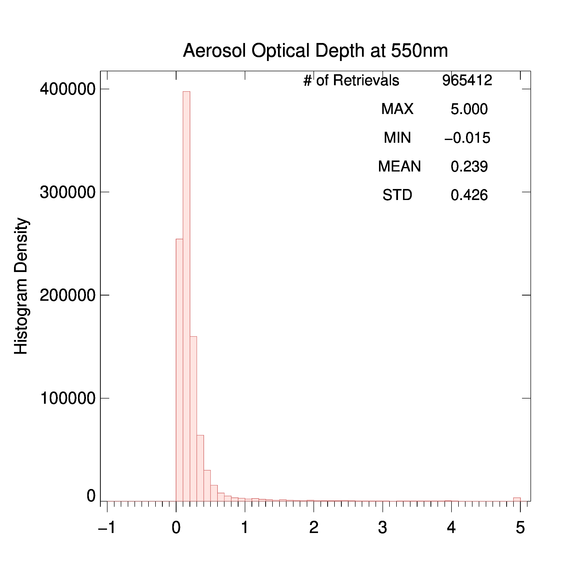 Aerosol Optical Depth at 550nm
# of Retrievals 965412
MAX 5.000
MIN −0.015
MEAN 0.239
STD 0.426
Histogram Density
400000
300000
200000
100000
0
−1 0 1 2 3 4 5